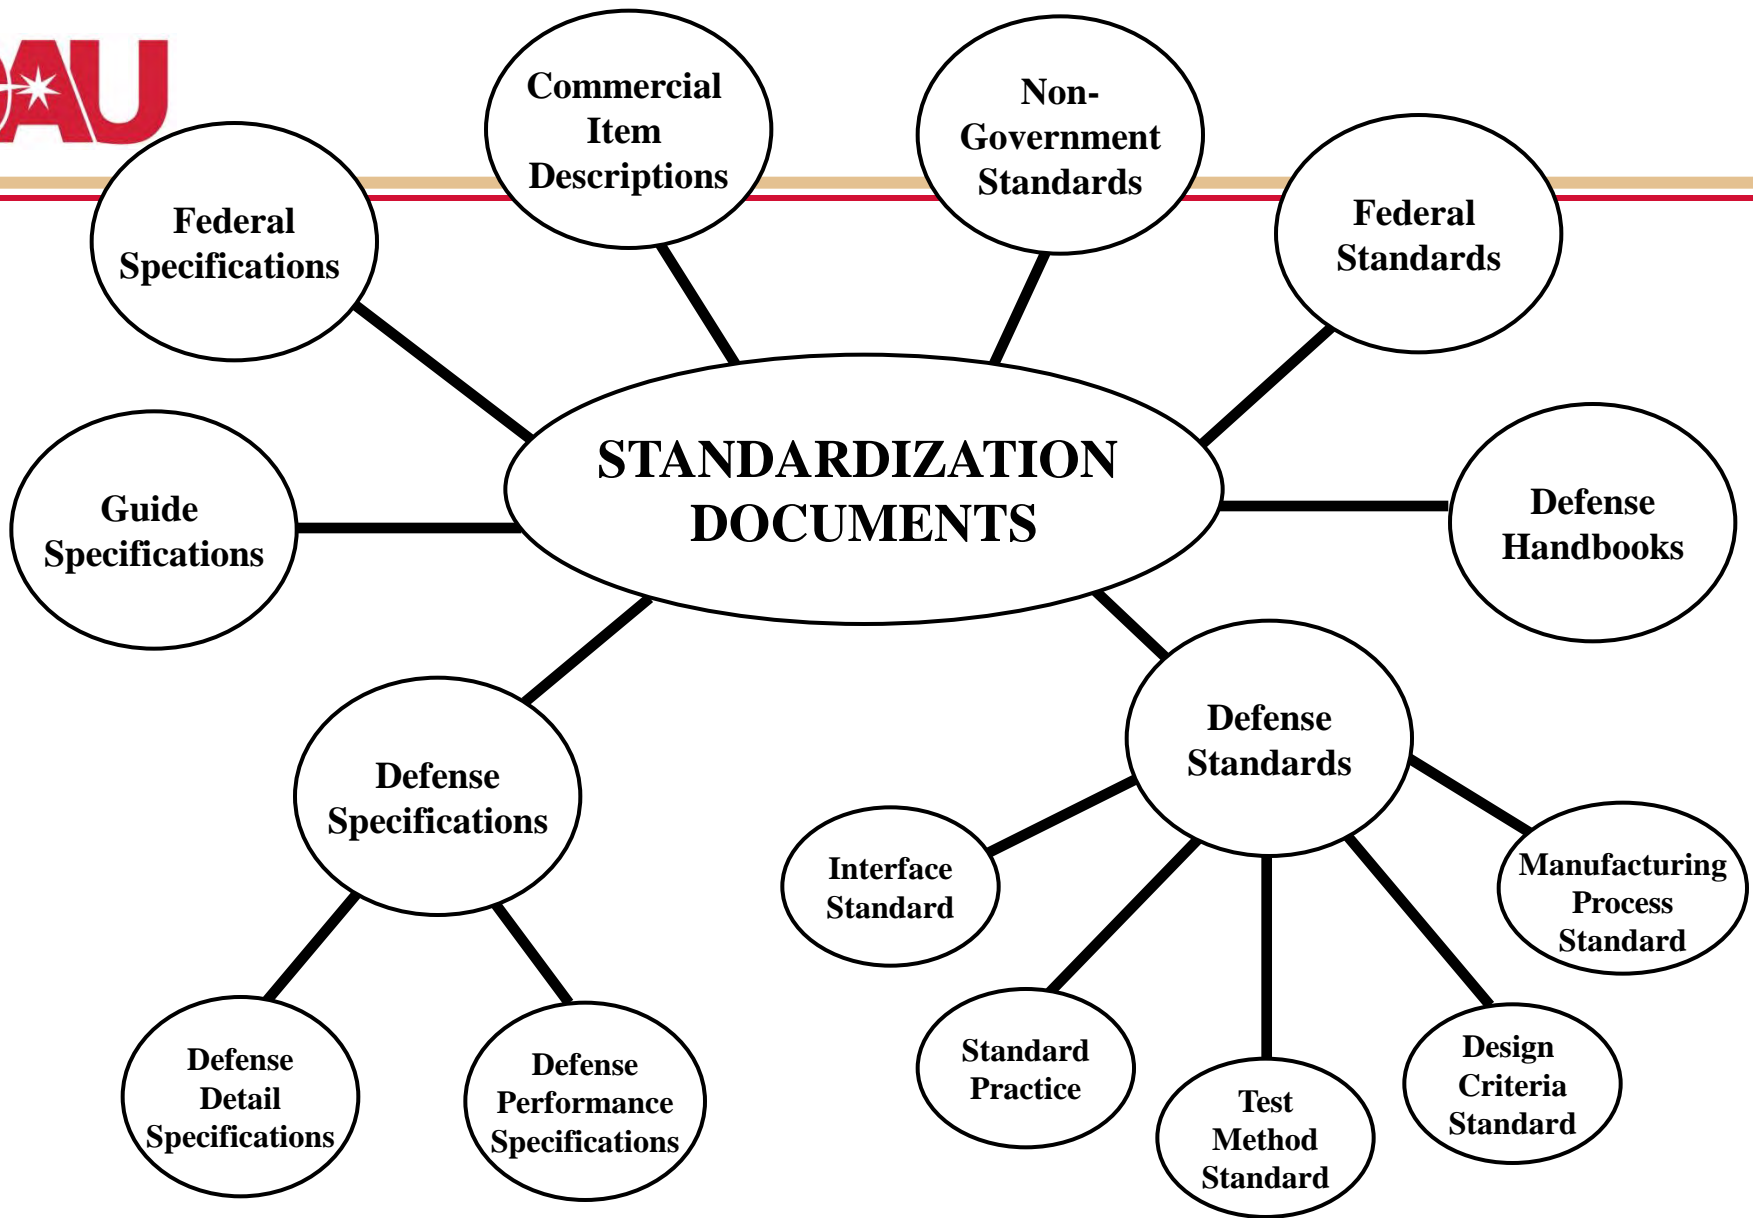 DAU
Commercial
Item
Descriptions
Non-
Government
Standards
Federal
Specifications
Federal
Standards
STANDARDIZATION
DOCUMENTS
Guide
Specifications
Defense
Handbooks
Defense
Specifications
Defense
Standards
Interface
Standard
Manufacturing
Process
Standard
Defense
Detail
Specifications
Defense
Performance
Specifications
Standard
Practice
Test
Method
Standard
Design
Criteria
Standard